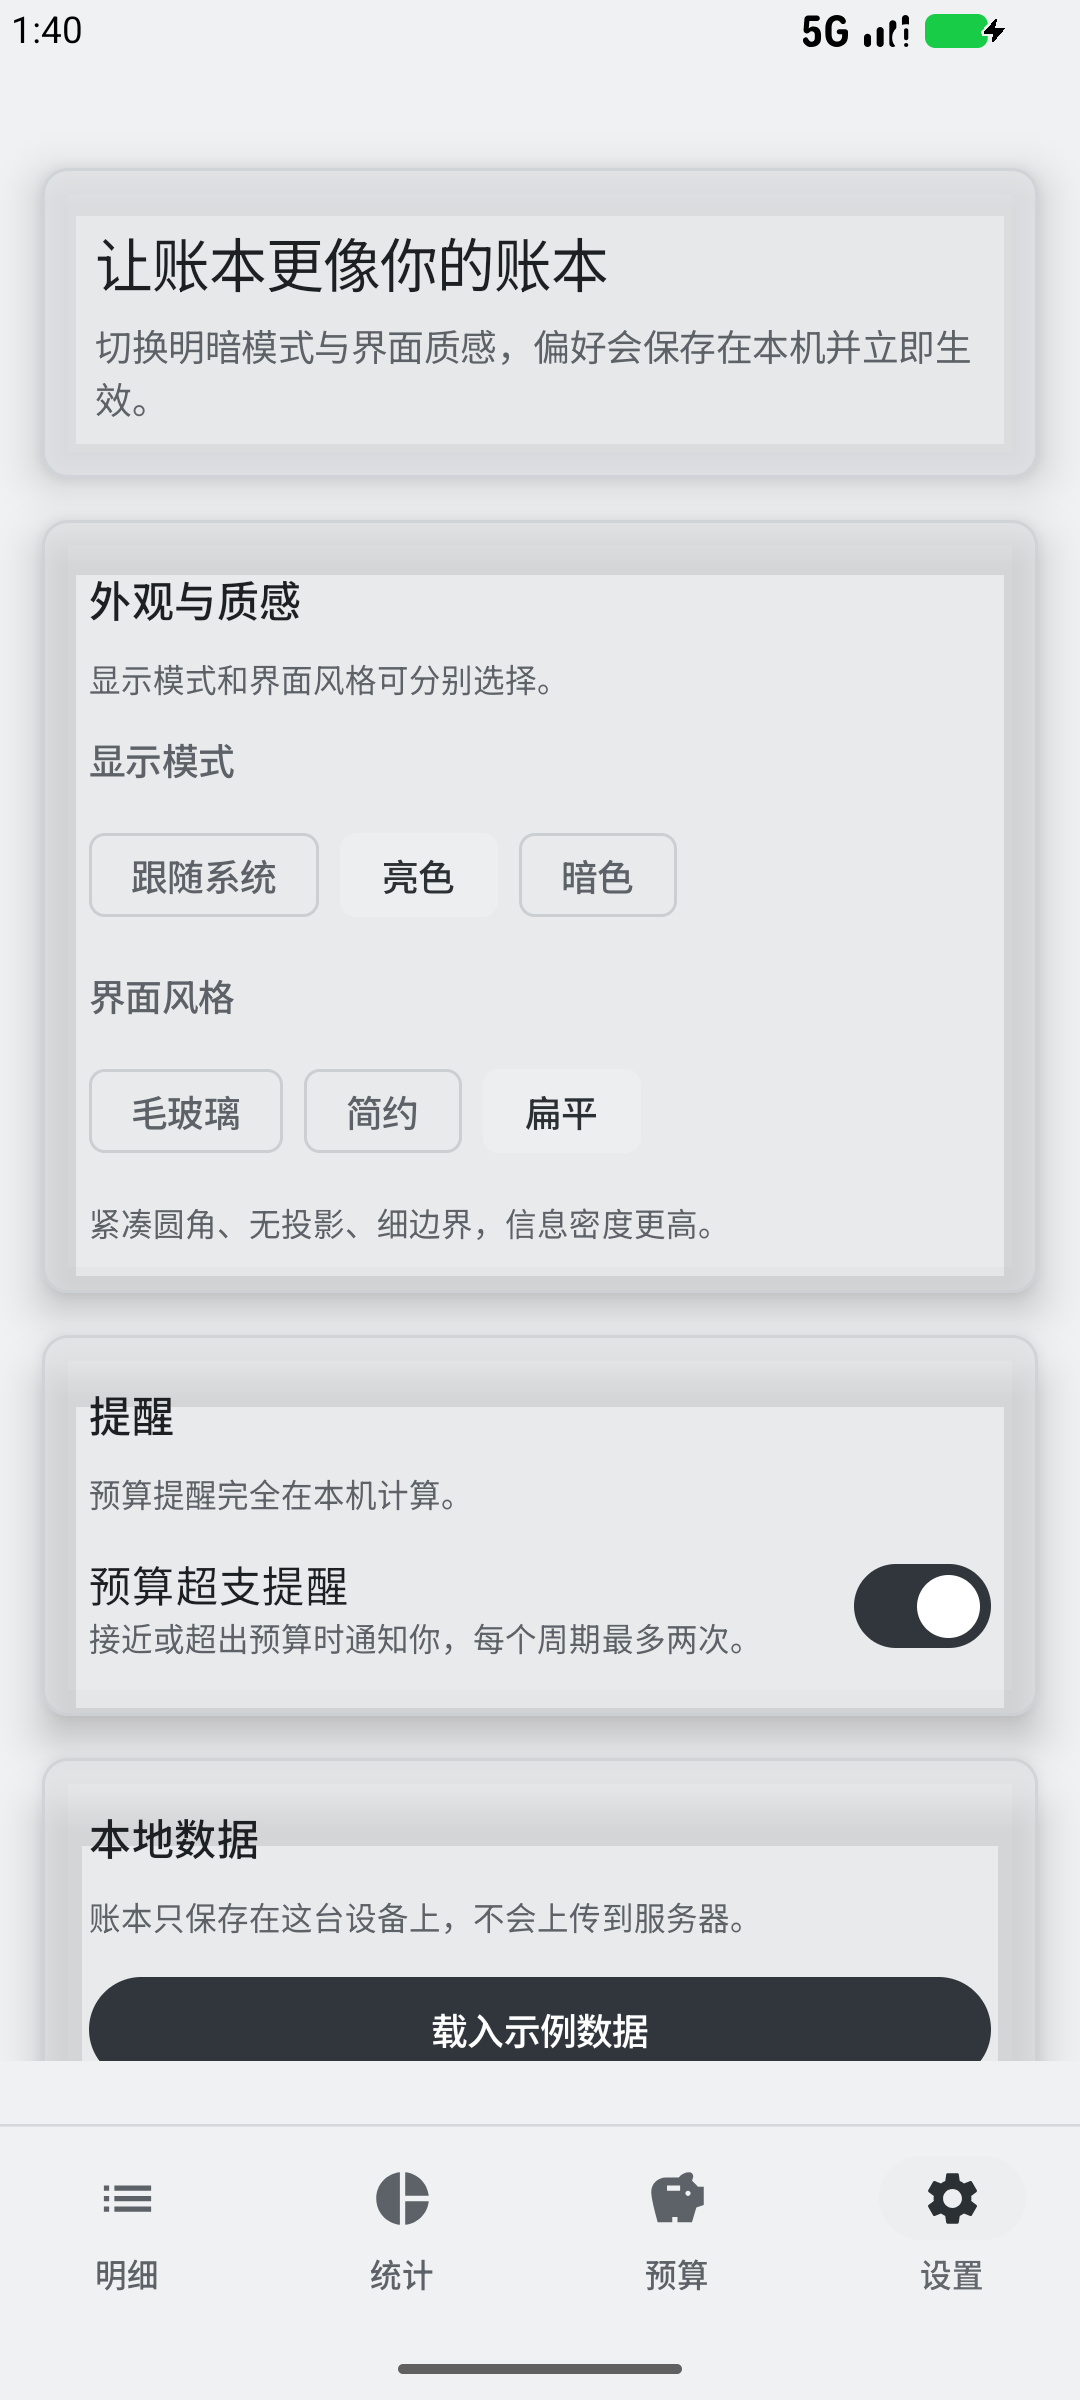 1:40
5G
让账本更像你的账本
切换明暗模式与界面质感，偏好会保存在本机并立即生
效。
外观与质感
显示模式和界面风格可分别选择。
显示模式
跟随系统
亮色
暗色
界面风格
毛玻璃
简约
扁平
紧凑圆角、无投影、细边界，信息密度更高。
提醒
预算提醒完全在本机计算。
预算超支提醒
接近或超出预算时通知你，每个周期最多两次。
本地数据
账本只保存在这台设备上，不会上传到服务器。
载入示例数据
明细
统计
预算
设置